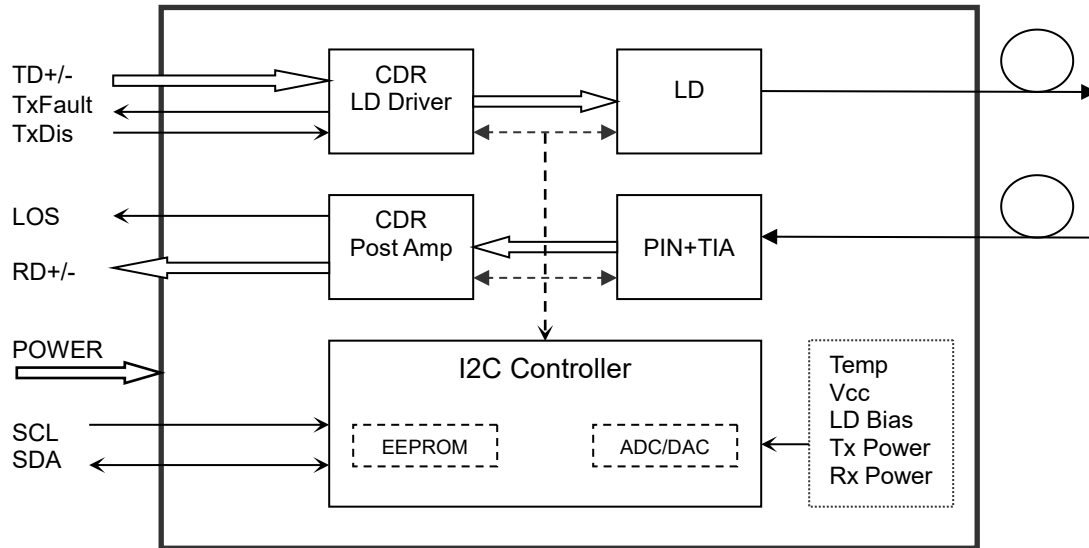 TD+/-
TxFault
TxDis
CDR
LD Driver
LD
LOS
RD+/-
CDR
Post Amp
PIN+TIA
POWER
SCL
SDA
I2C Controller
EEPROM
ADC/DAC
Temp
Vcc
LD Bias
Tx Power
Rx Power